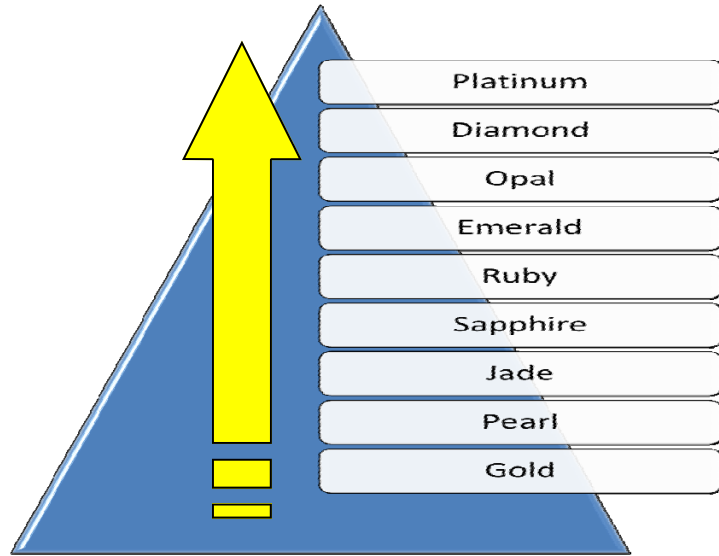 Platinum
Diamond
Opal
Emerald
Ruby
Sapphire
Jade
Pearl
Gold